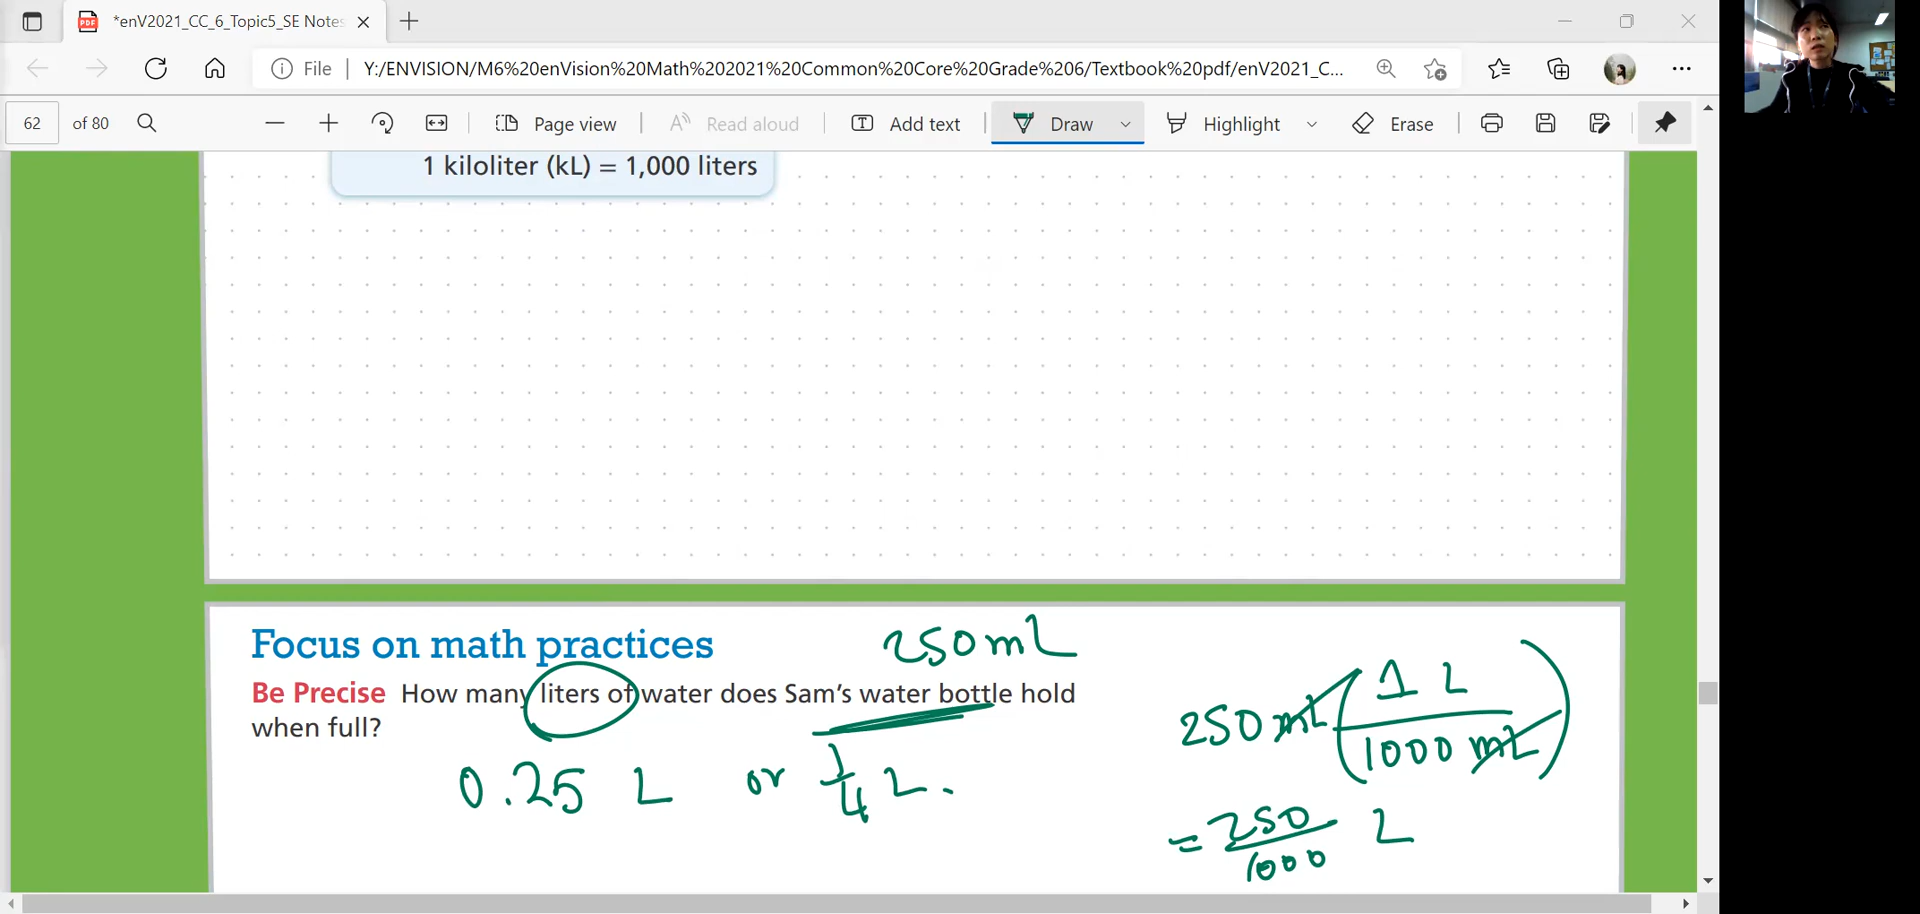 *enV2021_CC_6_Topic5_SE Notes
File
Y:/ENVISION/M6%20enVision%20Math%202021%20Common%20Core%20Grade%206/Textbook%20pdf/enV2021_C...
62 of 80
Page view
Read aloud
Add text
Draw
Highlight
Erase
1 kiloliter (kL) = 1,000 liters
Focus on math practices
250 mL
Be Precise How many liters of water does Sam's water bottle hold
when full?
0.25 L or 1/4 L.
250 mL (1 L / 1000 mL)
= 250/1000 L